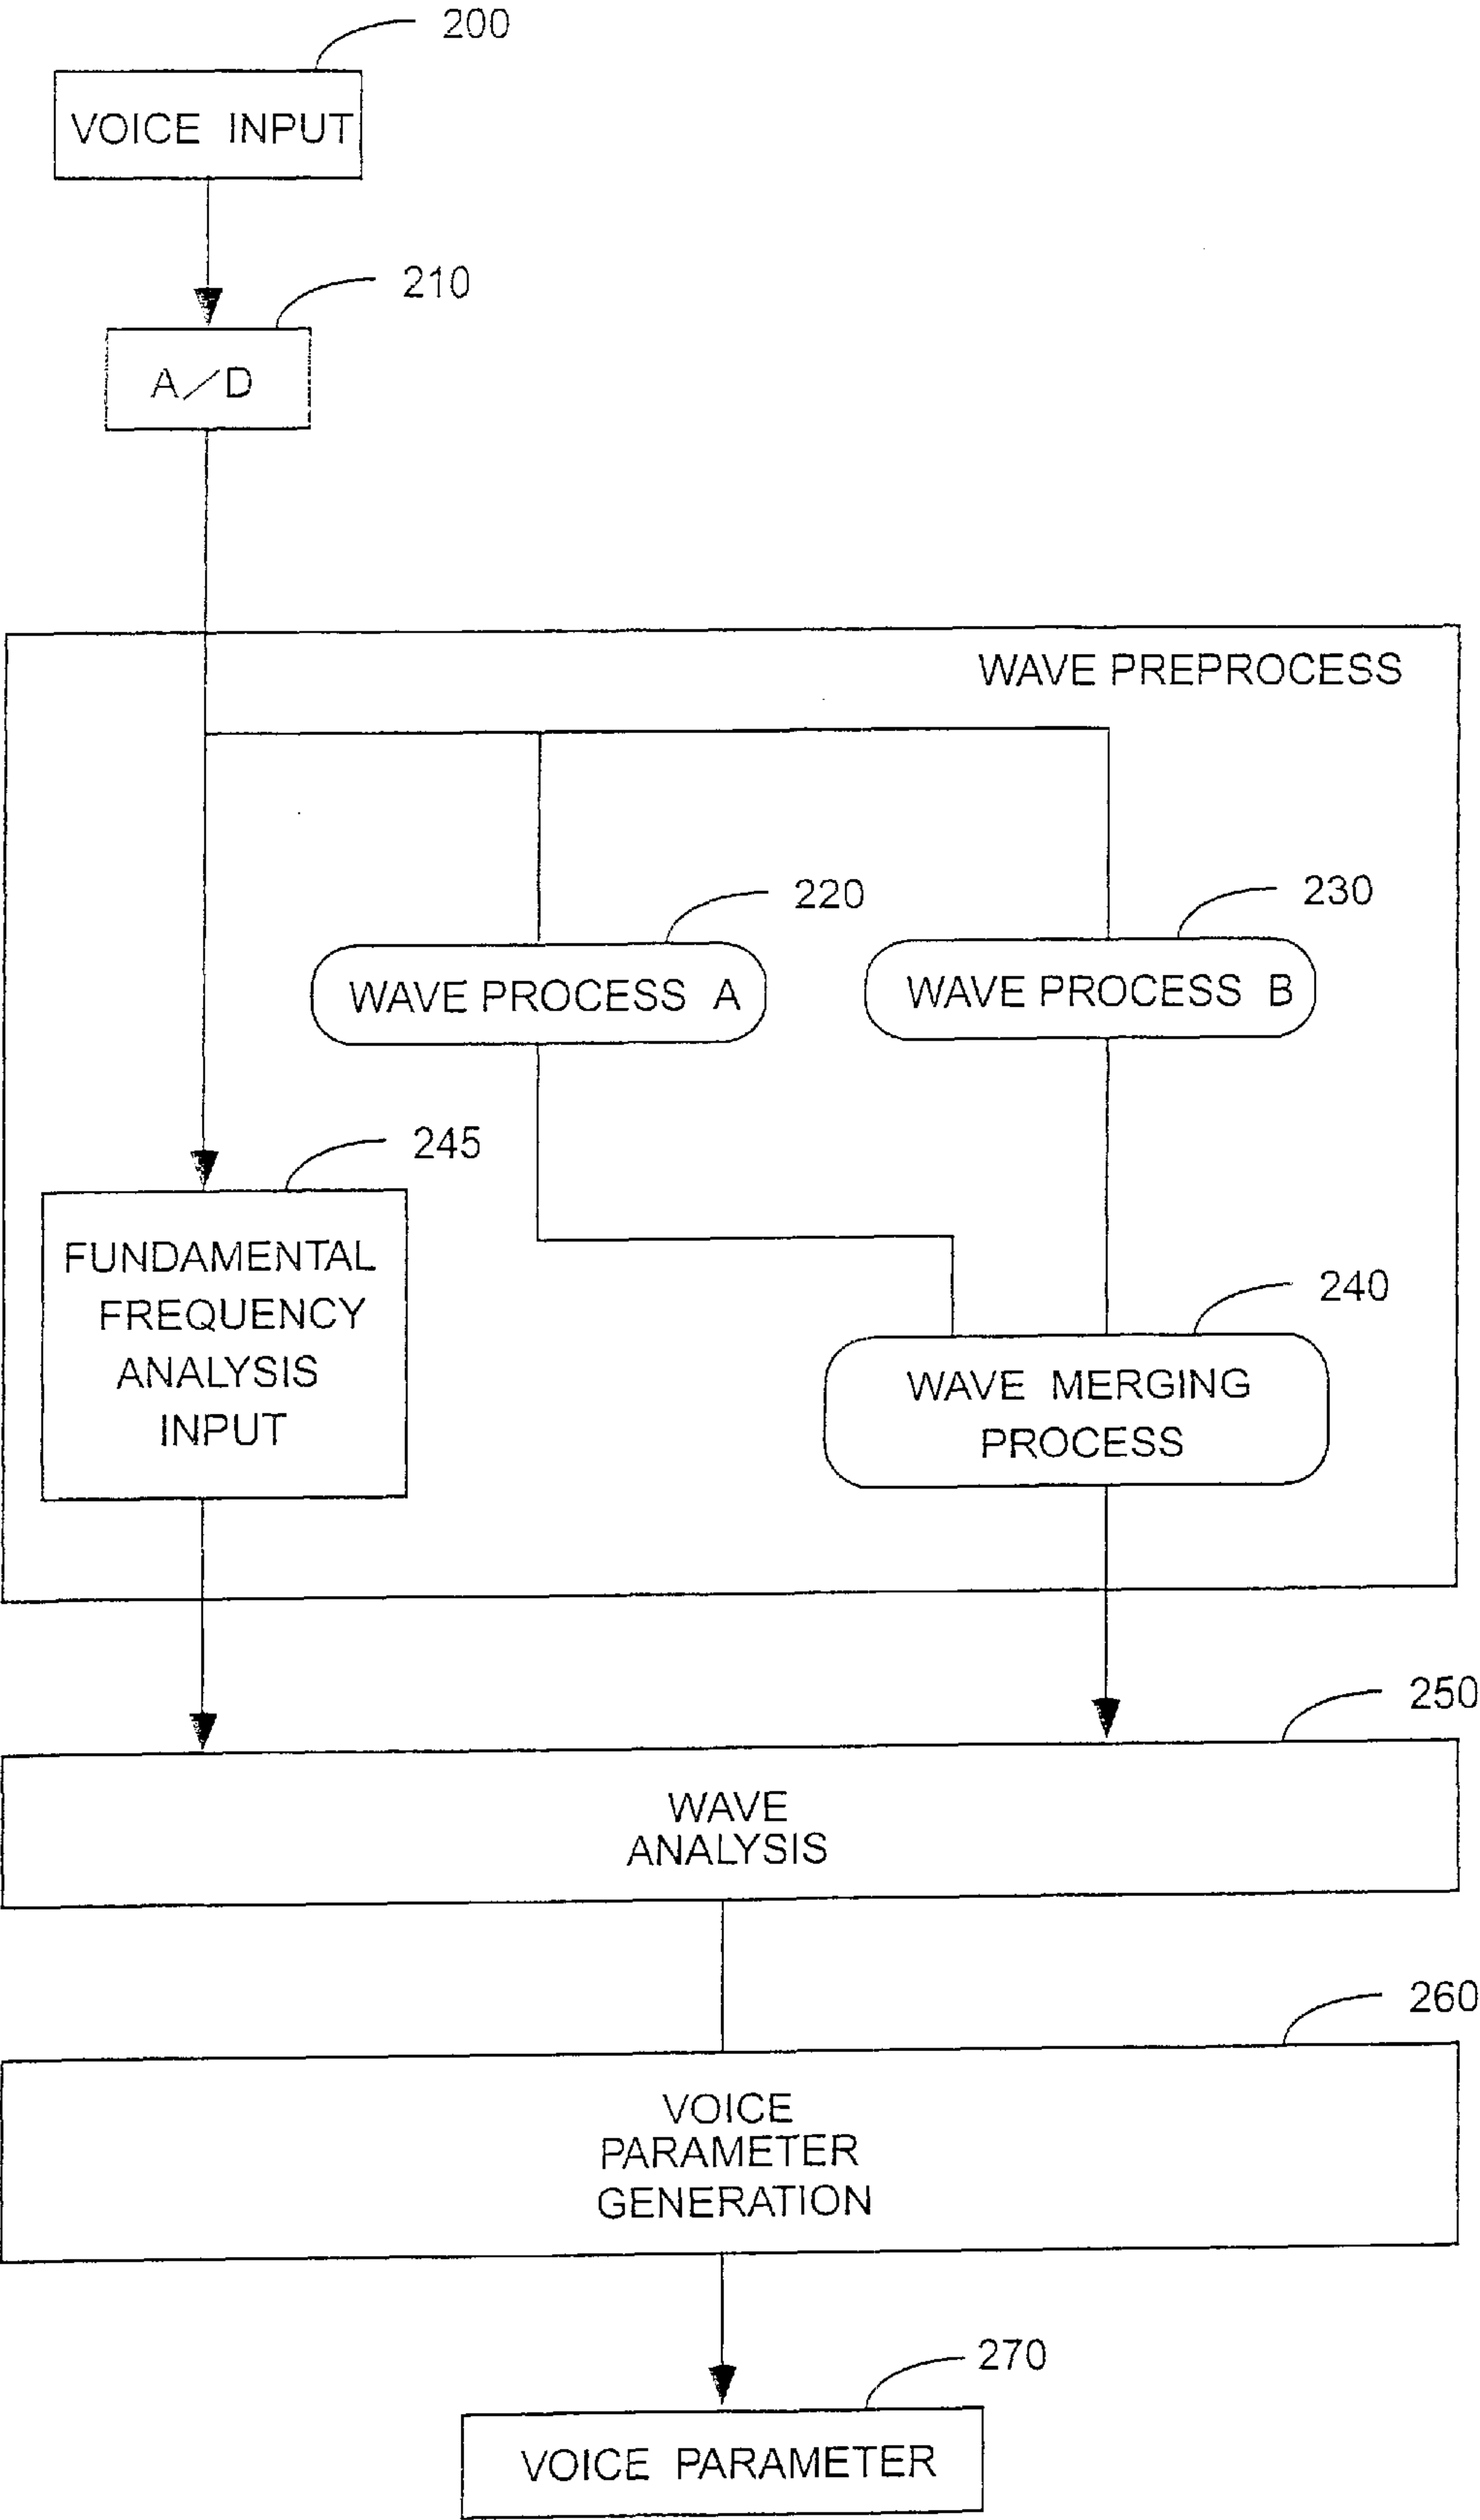 200
VOICE INPUT
210
A/D
WAVE PREPROCESS
220
230
WAVE PROCESS A
WAVE PROCESS B
245
FUNDAMENTAL
FREQUENCY
ANALYSIS
INPUT
240
WAVE MERGING
PROCESS
250
WAVE
ANALYSIS
260
VOICE
PARAMETER
GENERATION
270
VOICE PARAMETER